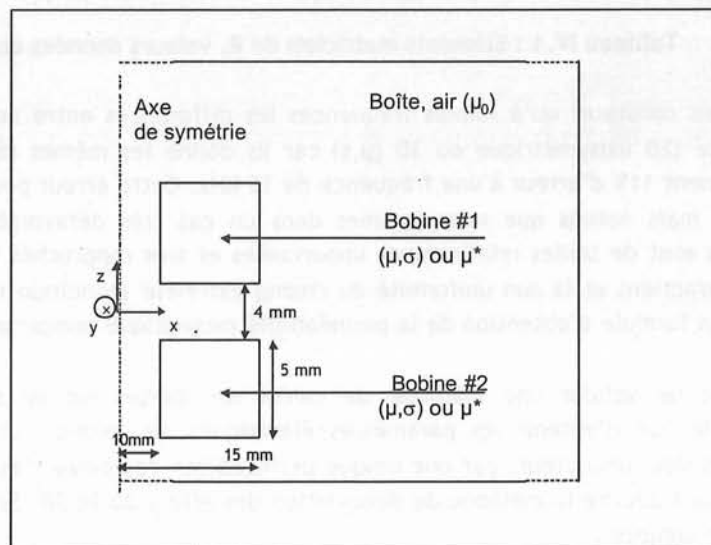 Axe
de symétrie
Boîte, air (μ₀)
Bobine #1
(μ,σ) ou μ*
z
y
x
4 mm
5 mm
Bobine #2
(μ,σ) ou μ*
10mm
15 mm